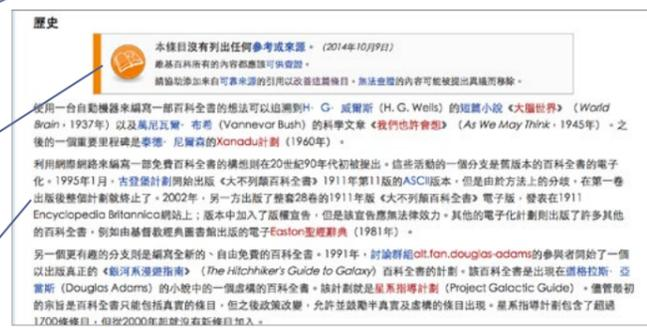 歷史
本條目沒有列出任何參考或來源。 (2014年10月9日)
維基百科所有的內容都應該可供查證。
請協助添加來自可靠來源的引用以改善這篇條目。無法查證的內容可能被提出異議而移除。
使用一台自動機器來編寫一部百科全書的想法可以追溯到H·G·威爾斯（H. G. Wells）的短篇小說《大腦世界》（World
Brain，1937年）以及萬尼瓦爾·布希（Vannevar Bush）的科學文章《我們也許會想》（As We May Think，1945年）。之
後的一個重要里程碑是泰德·尼爾森的Xanadu計劃（1960年）。
利用網際網路來編寫一部免費百科全書的構想則在20世紀90年代初被提出。這些活動的一個分支是舊版本的百科全書的電子
化。1995年1月，古登堡計劃開始出版《大不列顛百科全書》1911年第11版的ASCII版本，但是由於方法上的分歧，在第一卷
出版後整個計劃就終止了。2002年，另一方出版了整套28卷的1911年版《大不列顛百科全書》電子版，發表在1911
Encyclopedia Britannica網站上；版本中加入了版權宣告，但是該宣告應無法律效力。其他的電子化計劃則出版了許多其他
的百科全書，例如由基督教經典圖書館出版的電子Easton聖經辭典（1981年）。
另一個更有趣的分支則是編寫全新的、自由免費的百科全書。1991年，討論群組alt.fan.douglas-adams的參與者開始了一個
以出版真正的《銀河系漫遊指南》（The Hitchhiker's Guide to Galaxy）百科全書的計劃。該百科全書是出現在道格拉斯·亞
當斯（Douglas Adams）的小說中的一個虛構的百科全書。該計劃就是星系指導計劃（Project Galactic Guide）。儘管最初
的宗旨是百科全書只能包括真實的條目，但之後政策改變，允許並鼓勵半真實及虛構的條目出現。星系指導計劃包含了超過
1700條條目，但從2000年起就沒有新條目加入。